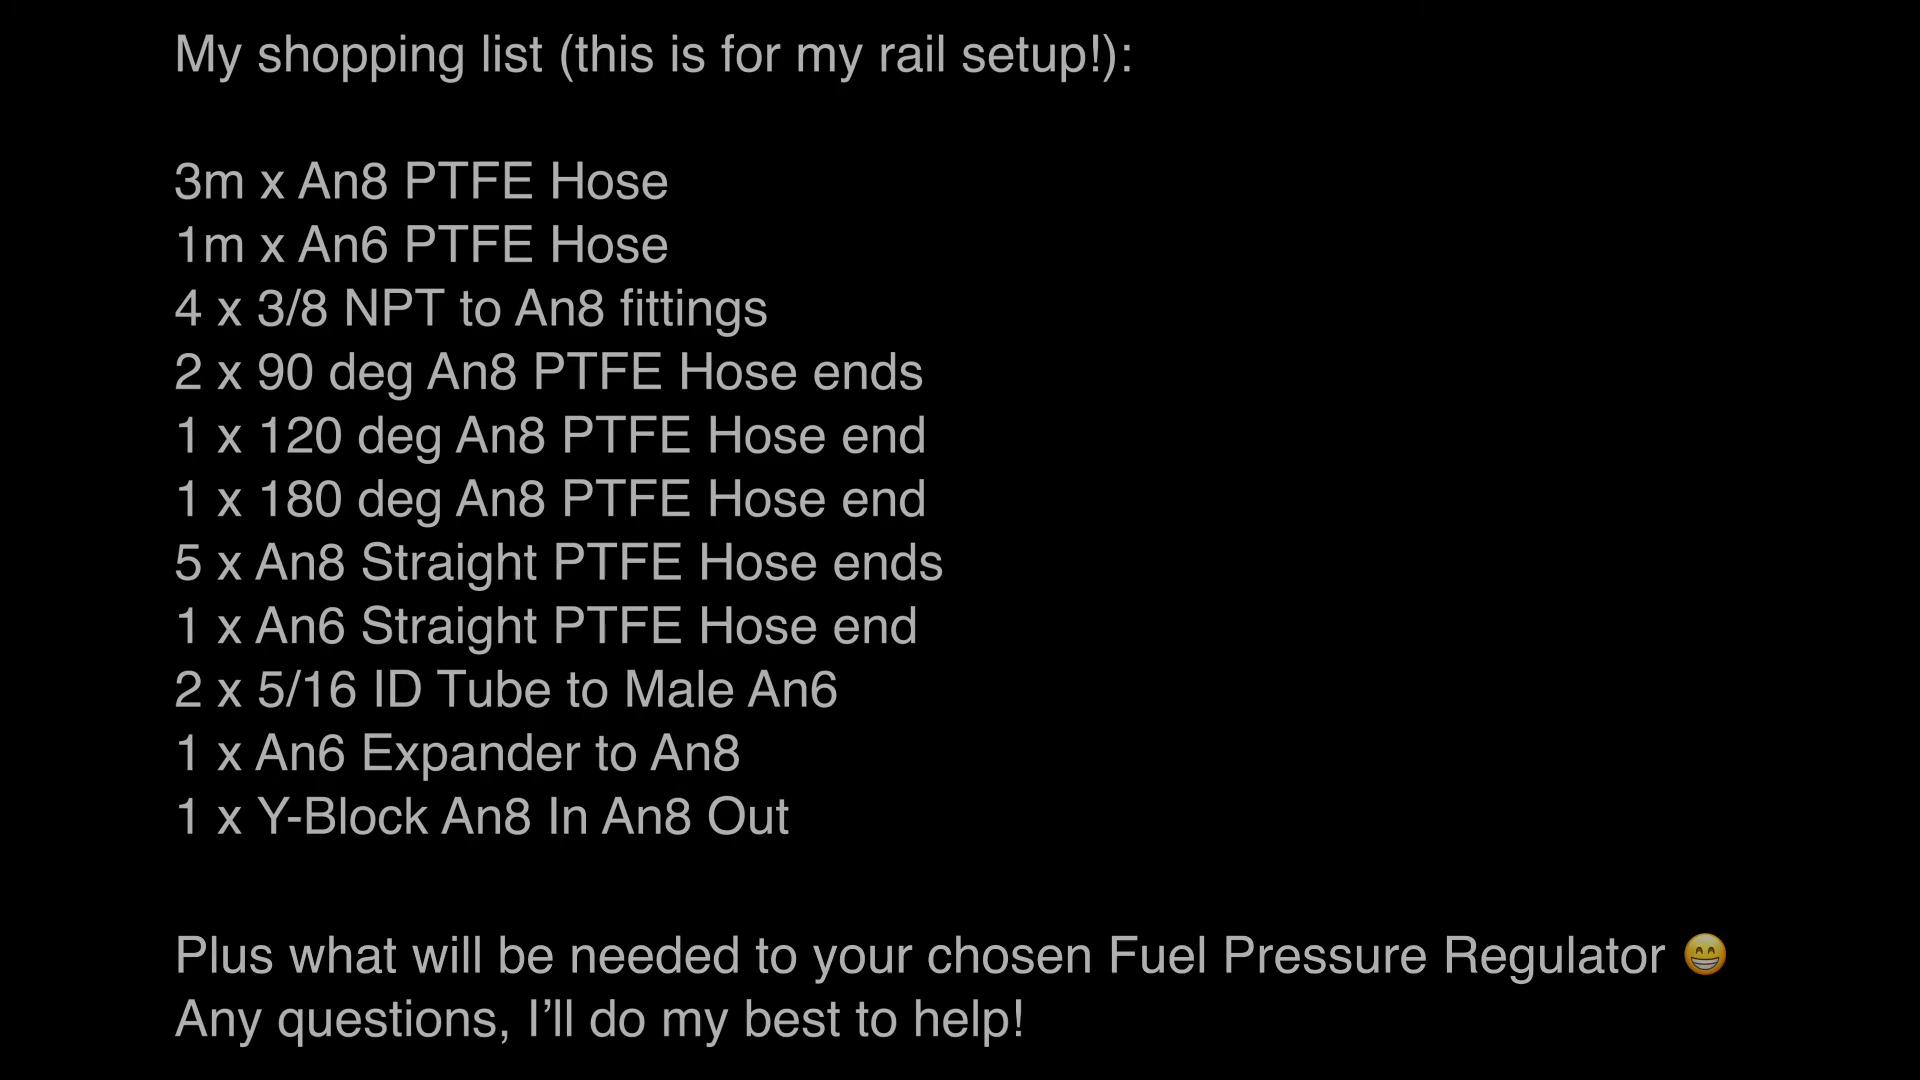 My shopping list (this is for my rail setup!):
3m x An8 PTFE Hose
1m x An6 PTFE Hose
4 x 3/8 NPT to An8 fittings
2 x 90 deg An8 PTFE Hose ends
1 x 120 deg An8 PTFE Hose end
1 x 180 deg An8 PTFE Hose end
5 x An8 Straight PTFE Hose ends
1 x An6 Straight PTFE Hose end
2 x 5/16 ID Tube to Male An6
1 x An6 Expander to An8
1 x Y-Block An8 In An8 Out
Plus what will be needed to your chosen Fuel Pressure Regulator 😁
Any questions, I’ll do my best to help!